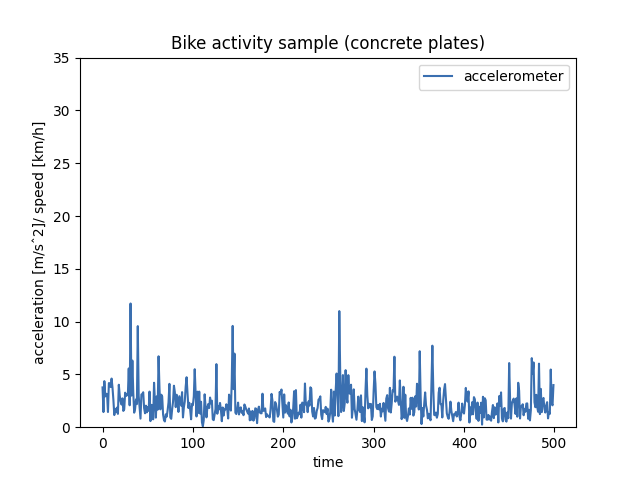 Bike activity sample (concrete plates)
accelerometer
35
30
25
20
15
10
5
0
acceleration [m/sˆ2]/ speed [km/h]
0 100 200 300 400 500
time